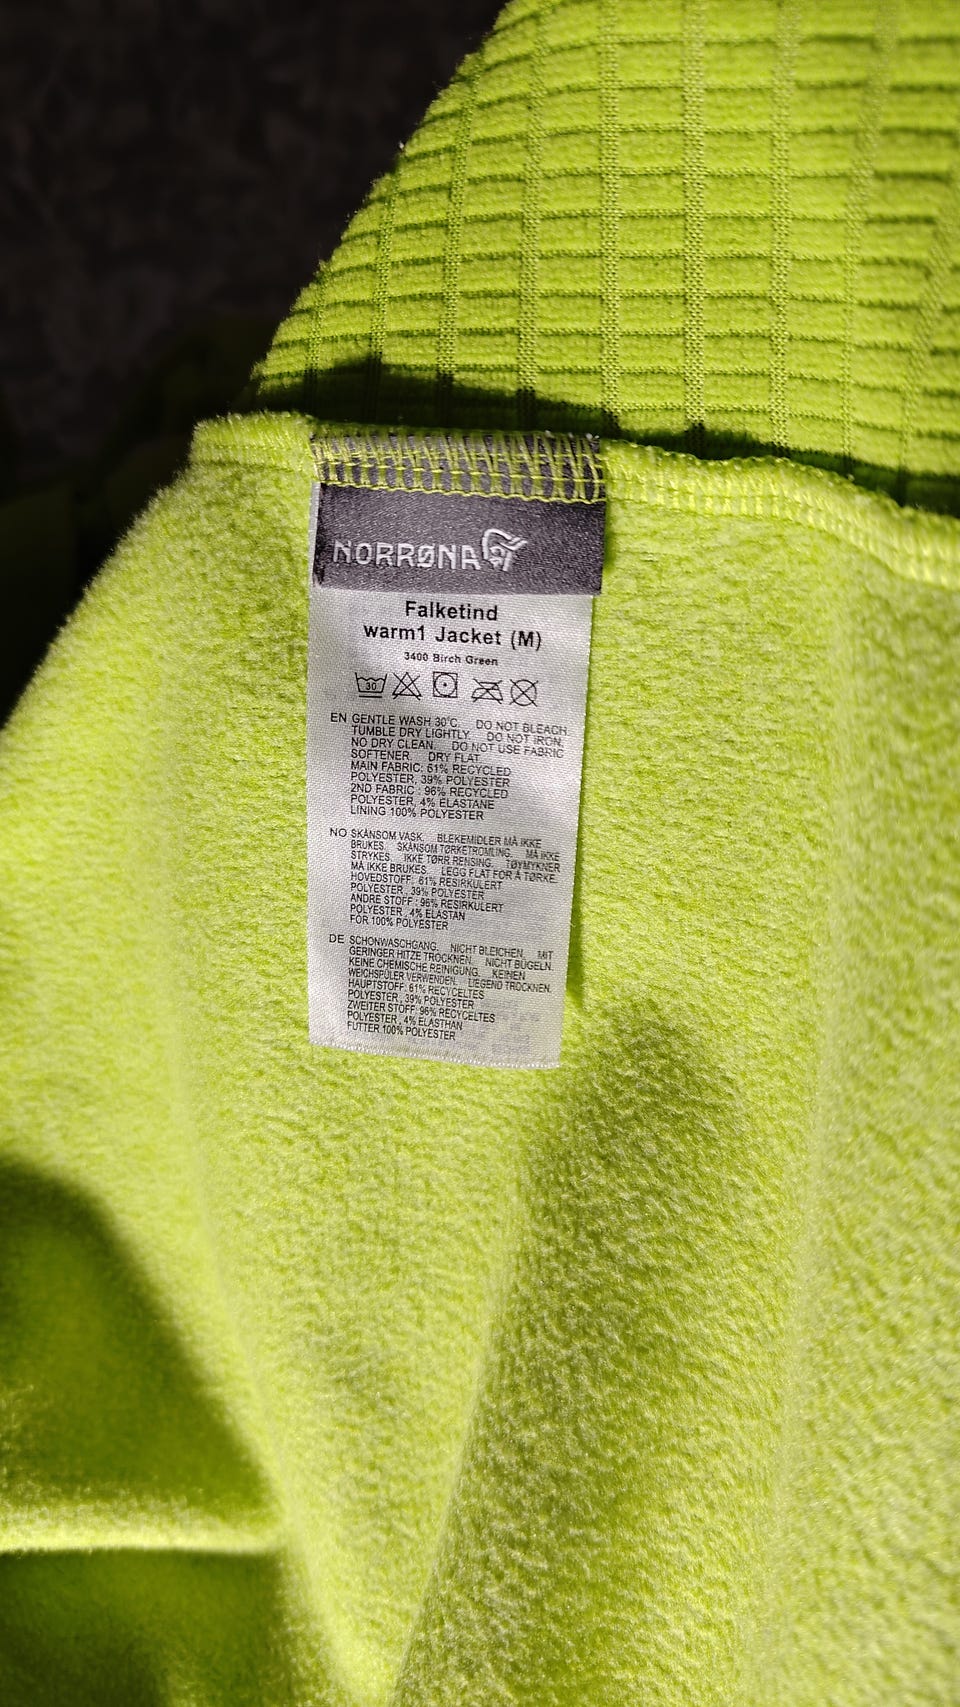 NORRØNA
Falketind
warm1 Jacket (M)
3400 Birch Green
30
EN GENTLE WASH 30°C. DO NOT BLEACH
TUMBLE DRY LIGHTLY. DO NOT IRON.
NO DRY CLEAN. DO NOT USE FABRIC
SOFTENER. DRY FLAT
MAIN FABRIC: 61% RECYCLED
POLYESTER, 39% POLYESTER
2ND FABRIC : 96% RECYCLED
POLYESTER, 4% ELASTANE
LINING 100% POLYESTER
NO SKÅNSOM VASK. BLEKEMIDLER MÅ IKKE
BRUKES. SKÅNSOM TØRKETROMLING. MÅ IKKE
STRYKES. IKKE TØRR RENSING. TØYMYKNER
MÅ IKKE BRUKES. LEGG FLAT FOR Å TØRKE.
HOVEDSTOFF: 61% RESIRKULERT
POLYESTER , 39% POLYESTER
ANDRE STOFF : 96% RESIRKULERT
POLYESTER , 4% ELASTAN
FÔR 100% POLYESTER
DE SCHONWASCHGANG. NICHT BLEICHEN. MIT
GERINGER HITZE TROCKNEN. NICHT BÜGELN.
KEINE CHEMISCHE REINIGUNG. KEINEN
WEICHSPÜLER VERWENDEN. LIEGEND TROCKNEN.
HAUPTSTOFF: 61% RECYCELTES
POLYESTER , 39% POLYESTER
ZWEITER STOFF: 96% RECYCELTES
POLYESTER , 4% ELASTHAN
FUTTER 100% POLYESTER